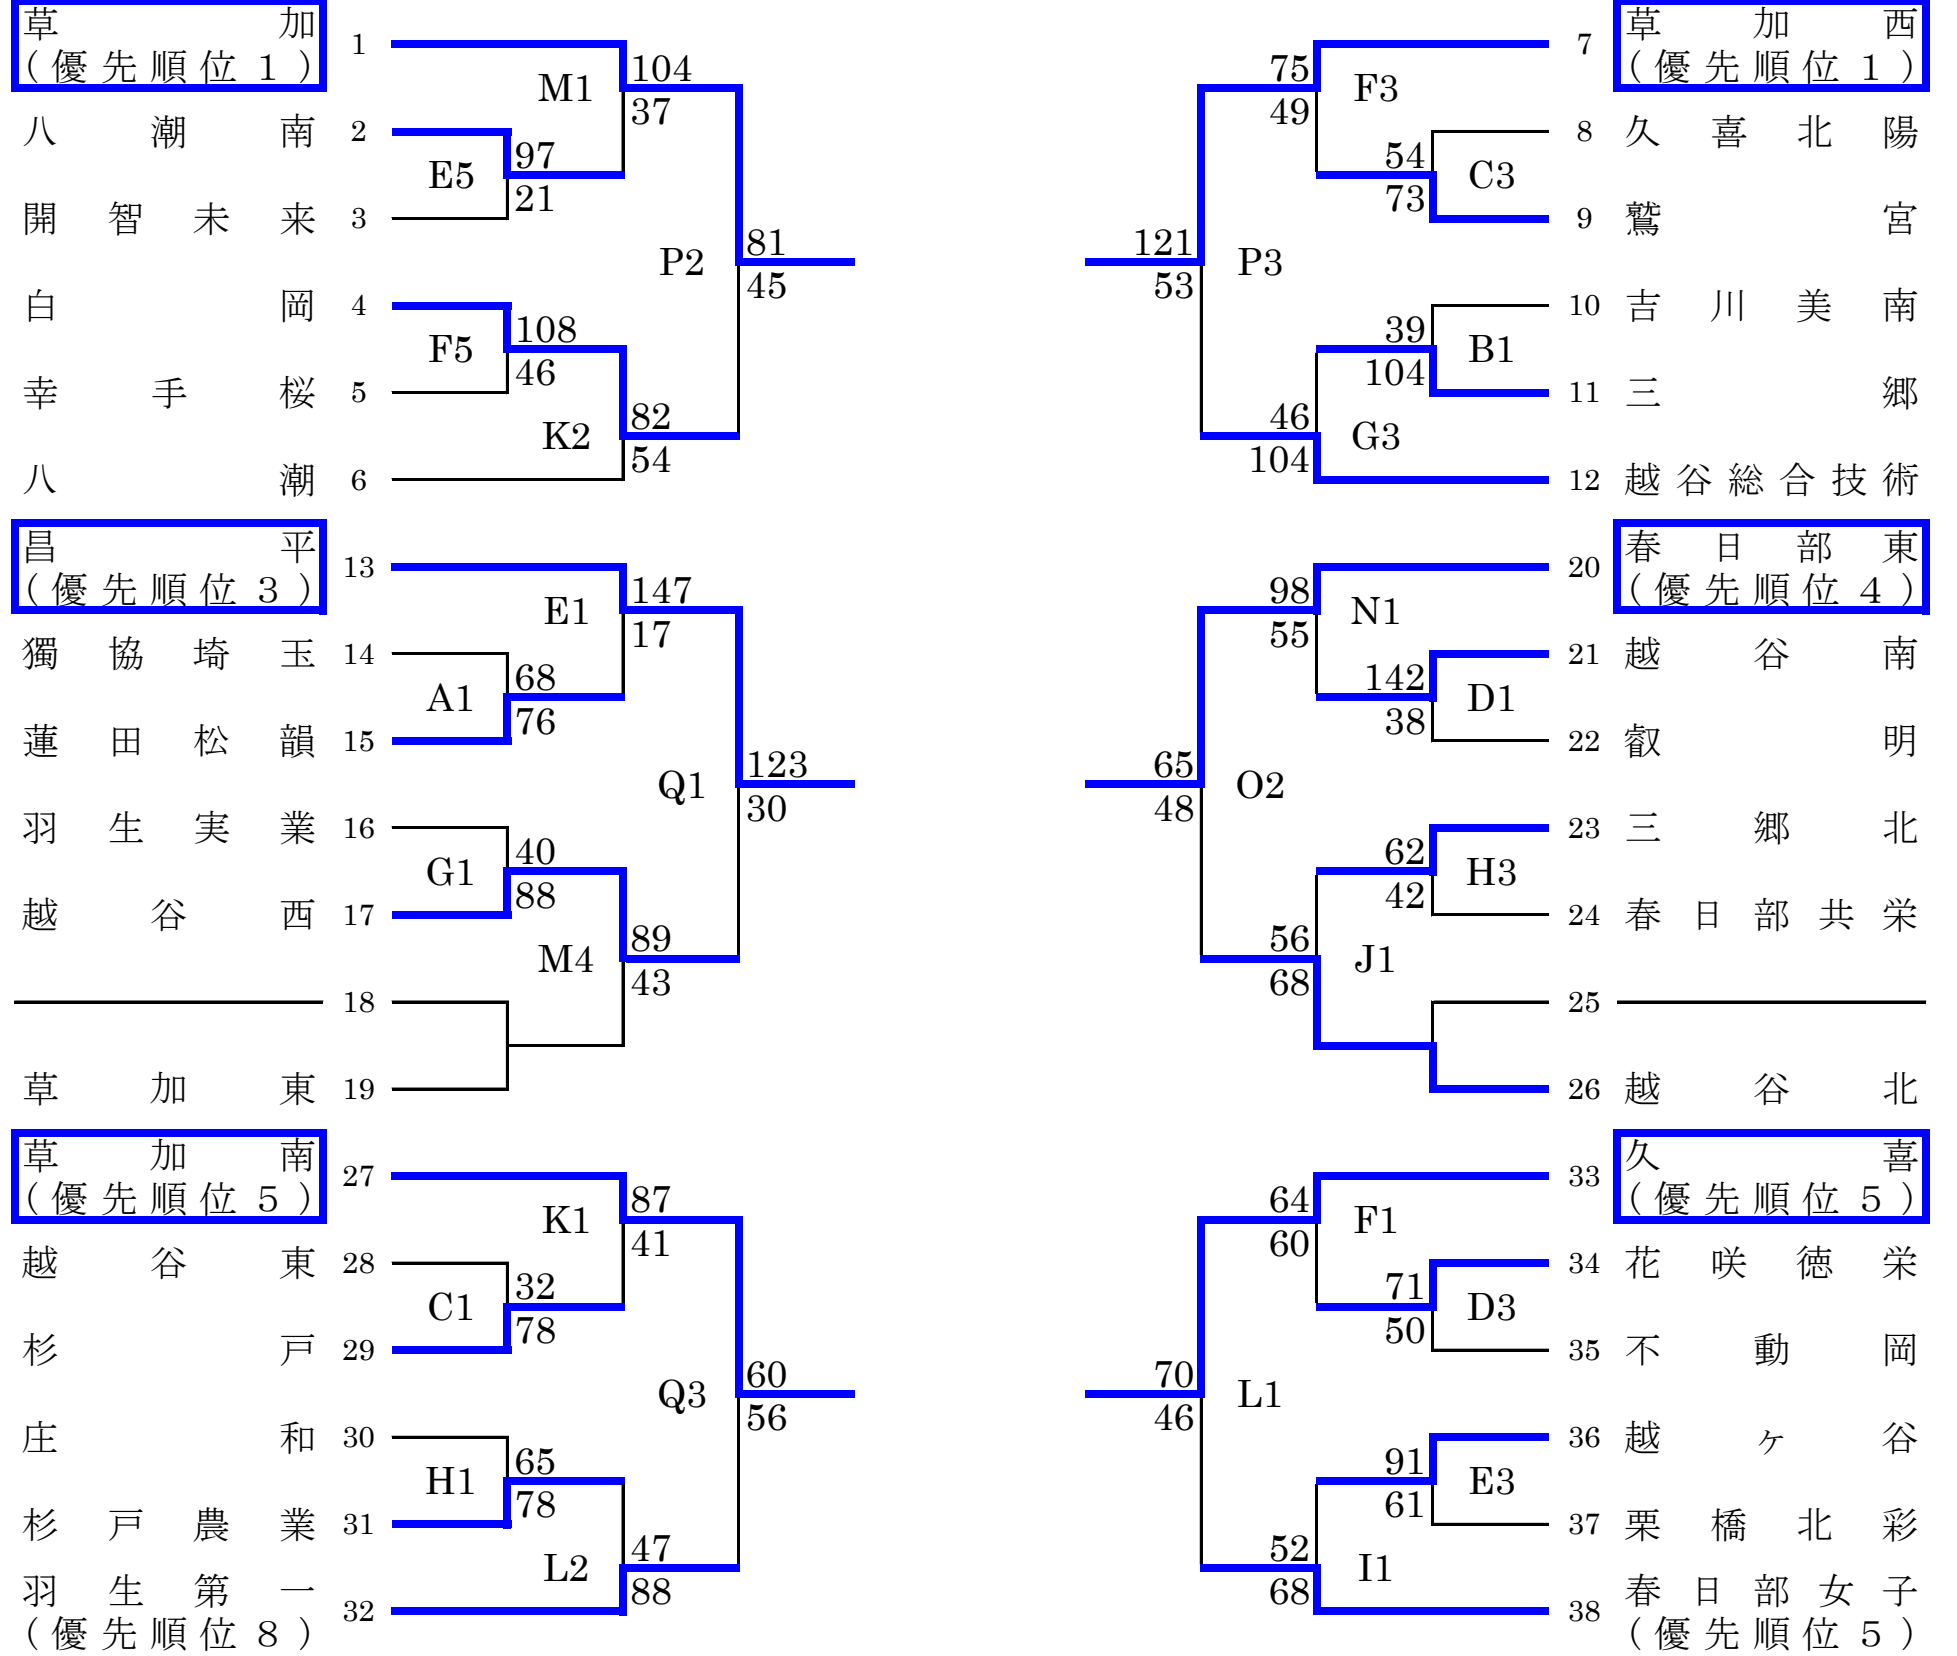 草加
(優先順位１)
1
八潮南 2
開智未来 3
白岡 4
幸手桜 5
八潮 6
M1
104
37
E5
97
21
F5
108
46
K2
82
54
P2
81
45
7
草加西
(優先順位１)
8 久喜北陽
9 鷲宮
10 吉川美南
11 三郷
12 越谷総合技術
75
49
F3
54
73
C3
121
53
P3
39
104
B1
46
104
G3
昌平
(優先順位３)
13
獨協埼玉 14
蓮田松韻 15
羽生実業 16
越谷西 17
18
草加東 19
E1
147
17
A1
68
76
G1
40
88
M4
89
43
Q1
123
30
20
春日部東
(優先順位４)
21 越谷南
22 叡明
23 三郷北
24 春日部共栄
25
26 越谷北
98
55
N1
142
38
D1
65
48
O2
62
42
H3
56
68
J1
草加南
(優先順位５)
27
越谷東 28
杉戸 29
庄和 30
杉戸農業 31
羽生第一
(優先順位８)
32
K1
87
41
C1
32
78
H1
65
78
L2
47
88
Q3
60
56
33
久喜
(優先順位５)
34 花咲徳栄
35 不動岡
36 越ヶ谷
37 栗橋北彩
38
春日部女子
(優先順位５)
64
60
F1
71
50
D3
70
46
L1
91
61
E3
52
68
I1